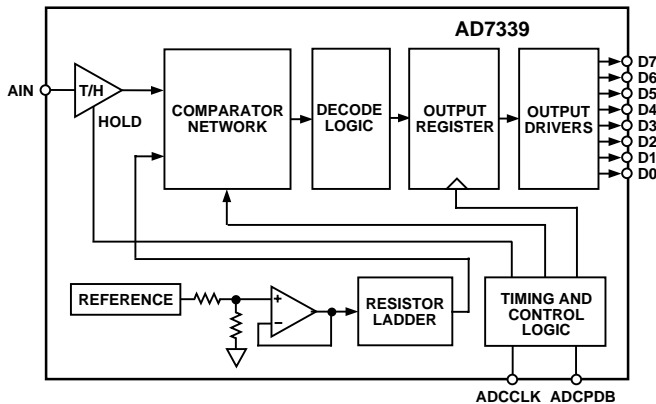 AD7339
AIN
T/H
HOLD
COMPARATOR
NETWORK
DECODE
LOGIC
OUTPUT
REGISTER
OUTPUT
DRIVERS
D7
D6
D5
D4
D3
D2
D1
D0
REFERENCE
+
−
RESISTOR
LADDER
TIMING AND
CONTROL
LOGIC
ADCCLK ADCPDB